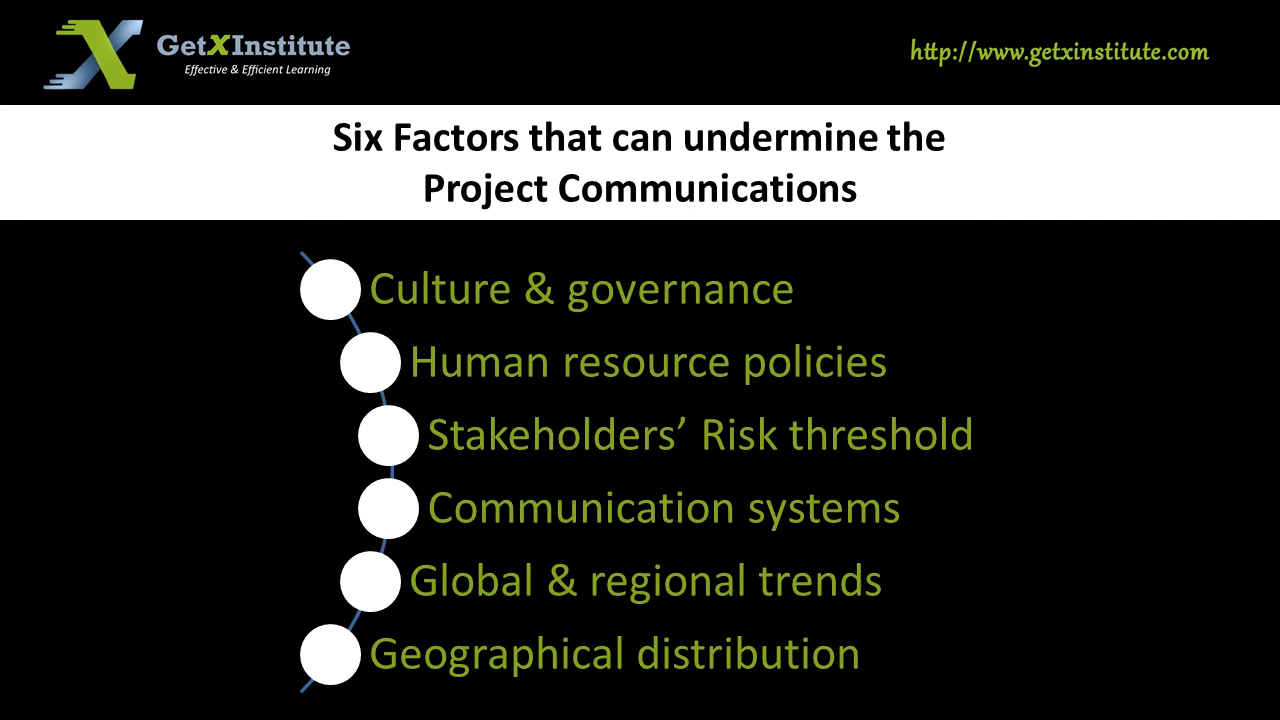 GetXInstitute
Effective & Efficient Learning
http://www.getxinstitute.com
Six Factors that can undermine the
Project Communications
Culture & governance
Human resource policies
Stakeholders’ Risk threshold
Communication systems
Global & regional trends
Geographical distribution